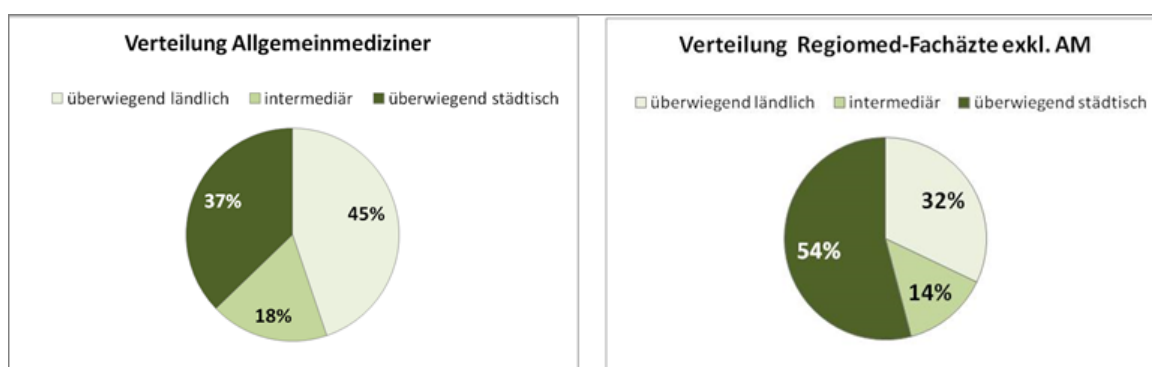 Verteilung Allgemeinmediziner
überwiegend ländlich intermediär überwiegend städtisch
37%
45%
18%
Verteilung Regiomed-Fachäzte exkl. AM
überwiegend ländlich intermediär überwiegend städtisch
32%
54%
14%